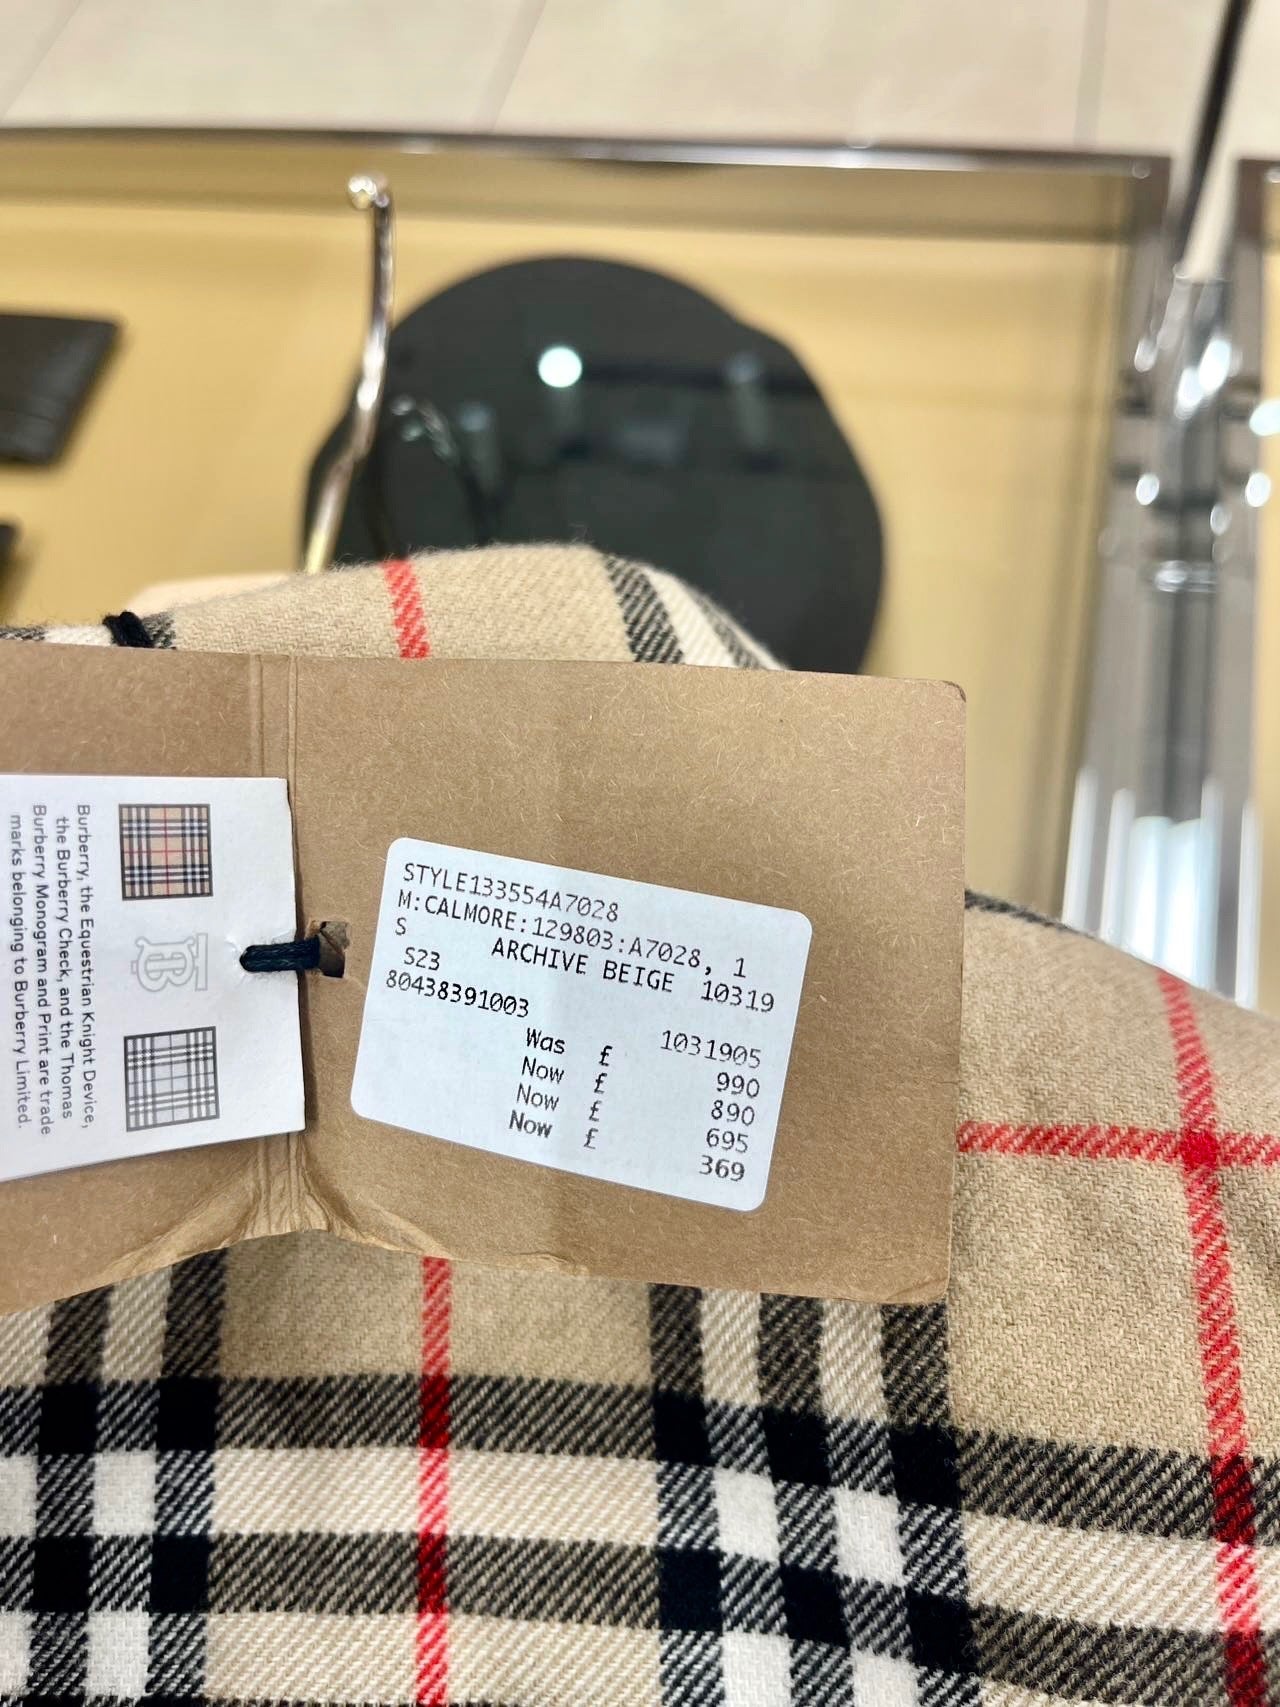 STYLE133554A7028
M:CALMORE:129803:A7028, 1
S ARCHIVE BEIGE 10319
S23
80438391003 1031905
Was £ 990
Now £ 890
Now £ 695
Now £ 369
Burberry, the Equestrian Knight Device,
the Burberry Check, and the Thomas
Burberry Monogram and Print are trade
marks belonging to Burberry Limited.